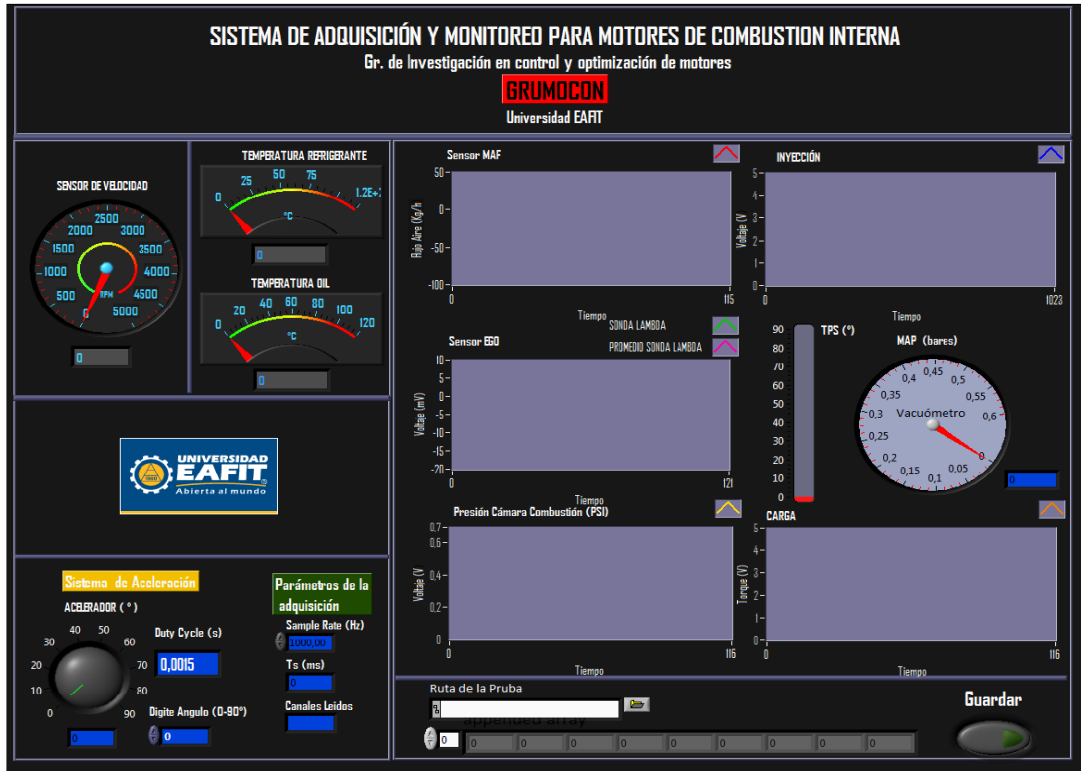 SISTEMA DE ADQUISICIÓN Y MONITOREO PARA MOTORES DE COMBUSTION INTERNA
Gr. de Investigación en control y optimización de motores
GRUMOCON
Universidad EAFIT
SENSOR DE VELOCIDAD
0 500 1000 1500 2000 2500 3000 3500 4000 4500 5000
RPM
0
TEMPERATURA REFRIGERANTE
0 25 50 75 1.2E+
°C
0
TEMPERATURA OIL
0 20 40 60 80 100 120
°C
0
UNIVERSIDAD
EAFIT
Abierta al mundo
Sistema de Aceleración
ACELERADOR ( ° )
0 10 20 30 40 50 60 70 80 90
0
Duty Cycle (s)
0,0015
Digite Angulo (0-90°)
0
Parámetros de la
adquisición
Sample Rate (Hz)
1000,00
Ts (ms)
0
Canales Leidos
Sensor MAF
50
0
-50
-100
Flujo Aire (Kg/h
0 115
Tiempo
INYECCIÓN
5
4
3
2
1
0
Voltaje (V
0 1023
Tiempo
SONDA LAMBDA
PROMEDIO SONDA LAMBDA
Sensor EGO
10
5
0
-5
-10
-15
-20
Voltaje (mV)
0 121
Tiempo
TPS (°)
90
80
70
60
50
40
30
20
10
0
MAP (bares)
Vacuómetro
0 0,05 0,1 0,15 0,2 0,25 0,3 0,35 0,4 0,45 0,5 0,55 0,6
0
Presión Cámara Combustión (PSI)
0,7
0,6
0,4
0,2
0
Voltaje (V
0 116
Tiempo
CARGA
5
4
3
2
1
0
Torque (V
0 116
Tiempo
Ruta de la Pruba
appended array
0 0 0 0 0 0 0 0 0 0
Guardar